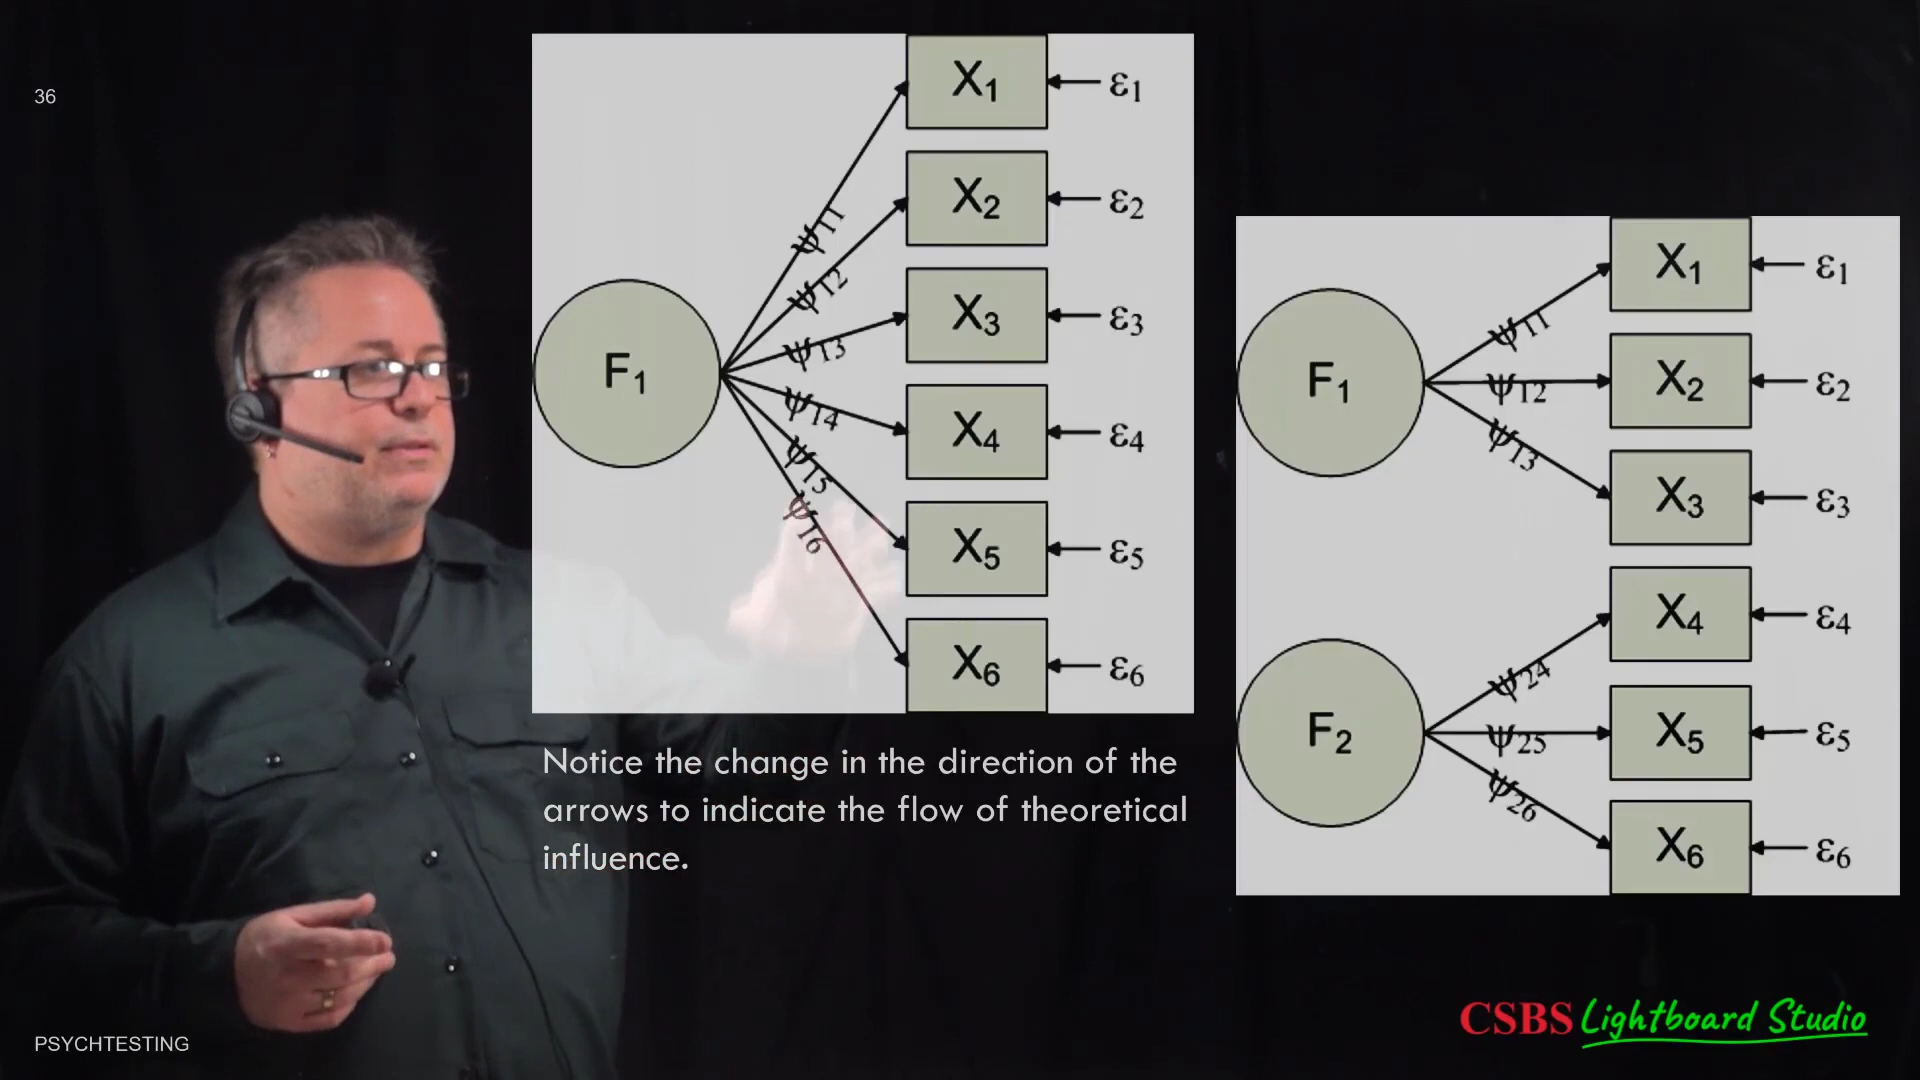 36
X1
ε1
X2
ε2
X3
ε3
X4
ε4
X5
ε5
X6
ε6
F1
ψ11
ψ12
ψ13
ψ14
ψ15
ψ16
Notice the change in the direction of the
arrows to indicate the flow of theoretical
influence.
X1
ε1
X2
ε2
X3
ε3
X4
ε4
X5
ε5
X6
ε6
F1
F2
ψ11
ψ12
ψ13
ψ24
ψ25
ψ26
PSYCHTESTING
CSBS Lightboard Studio